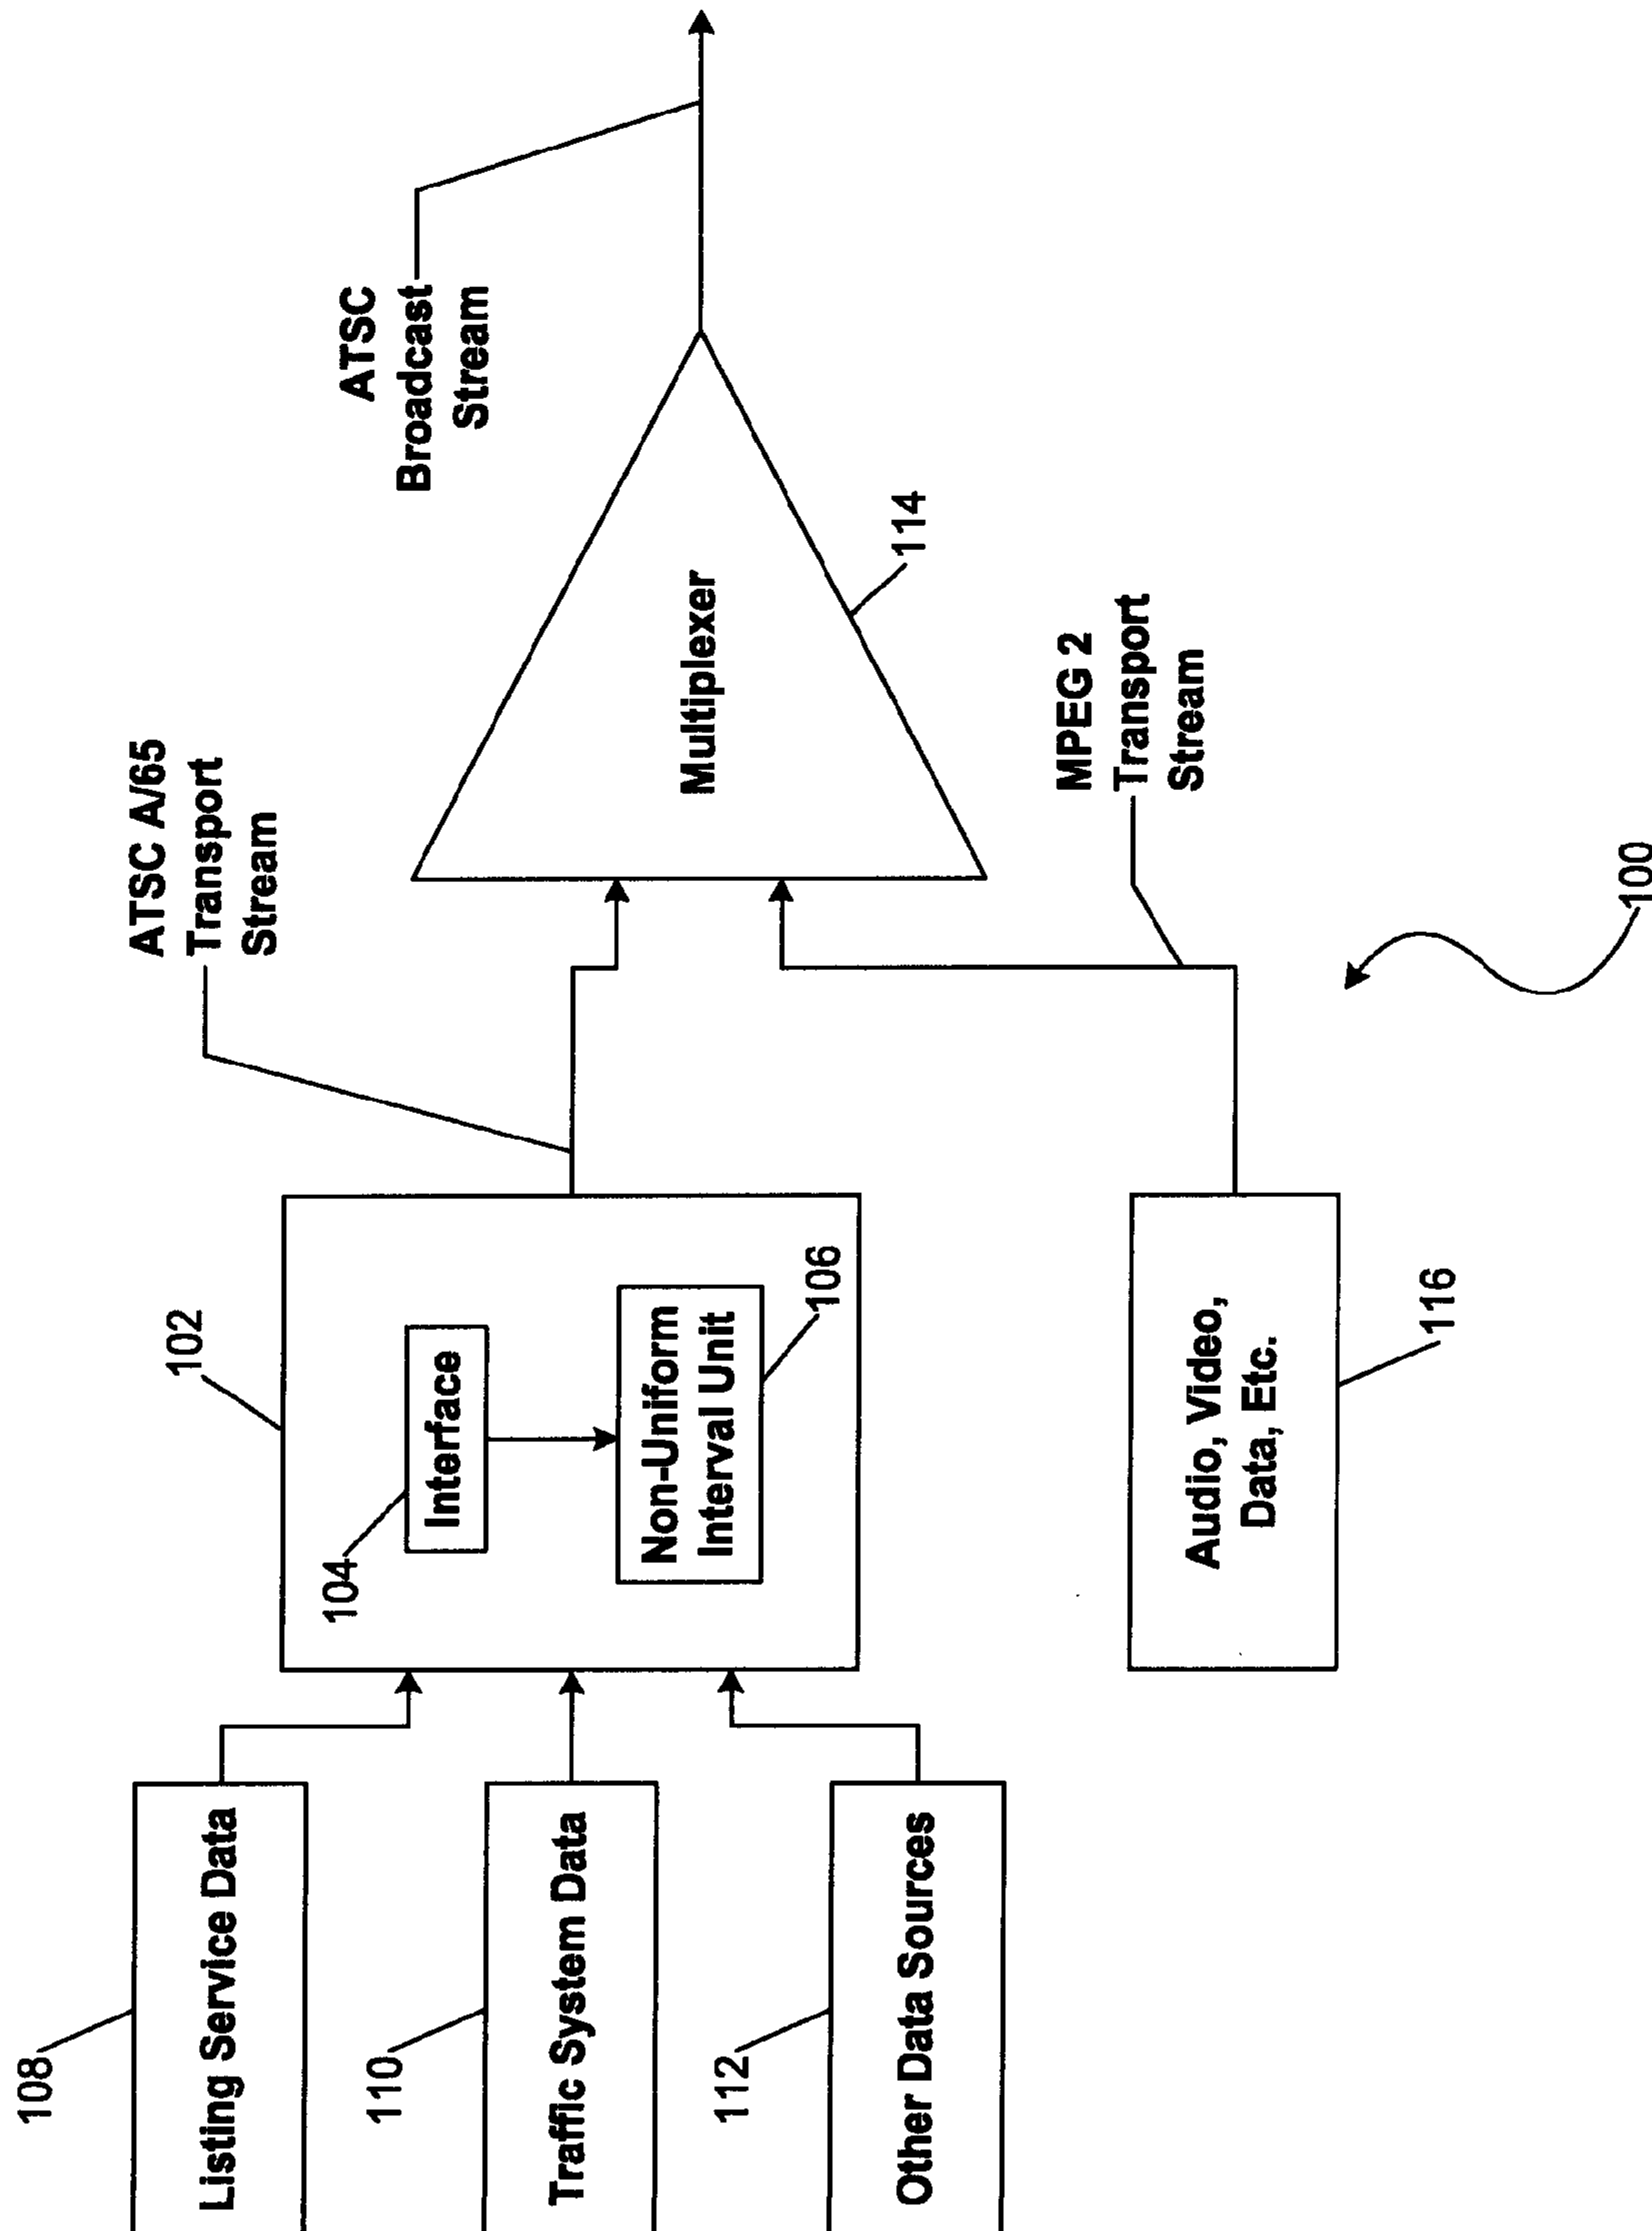 108
Listing Service Data
110
Traffic System Data
112
Other Data Sources
102
104
Interface
Non-Uniform
Interval Unit
106
Audio, Video,
Data, Etc.
116
ATSC A/65
Transport
Stream
MPEG 2
Transport
Stream
Multiplexer
114
ATSC
Broadcast
Stream
100